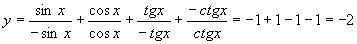 y = sin x / −sin x + cos x / cos x + tgx / −tgx + −ctgx / ctgx = −1 + 1 − 1 − 1 = −2